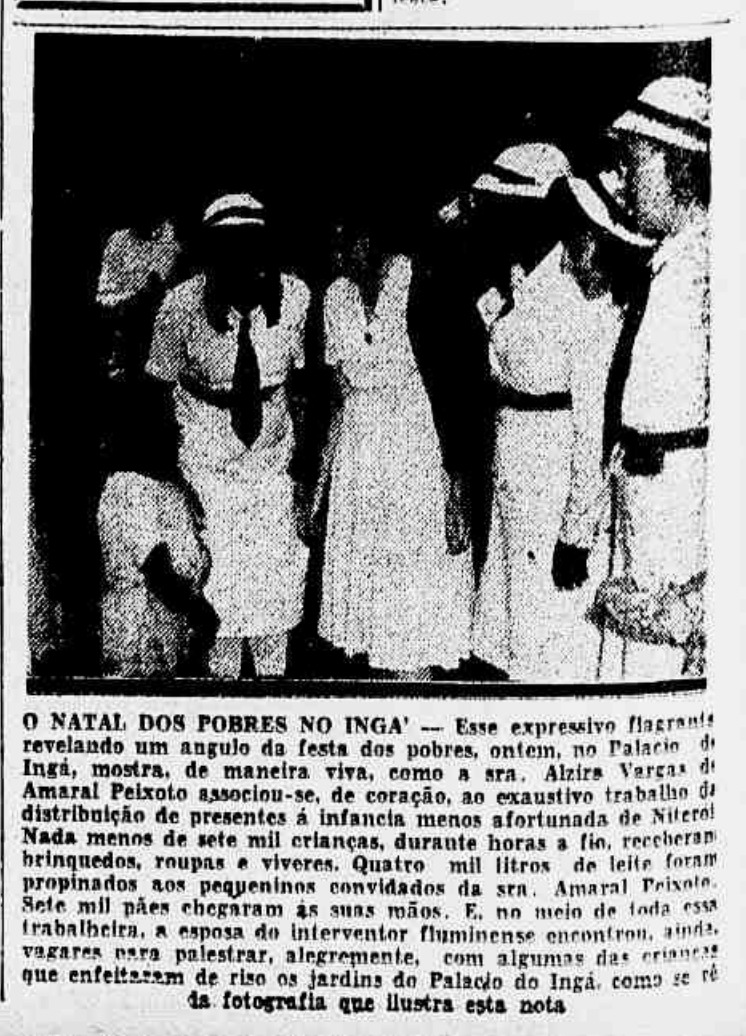 O NATAL DOS POBRES NO INGA' — Esse expressivo flagrante
revelando um angulo da festa dos pobres, ontem, no Palacio d
Ingá, mostra, de maneira viva, como a sra. Alzira Vargas d
Amaral Peixoto associou-se, de coração, ao exaustivo trabalho da
distribuição de presentes á infancia menos afortunada de Niterói
Nada menos de sete mil crianças, durante horas a fio, receberam
brinquedos, roupas e viveres. Quatro mil litros de leite foram
propinados aos pequeninos convidados da sra. Amaral Peixoto.
Sete mil pães chegaram ás suas mãos. E, no meio de toda essa
trabalheira, a esposa do interventor fluminense encontrou, ainda,
vagares para palestrar, alegremente, com algumas das crianças
que enfeitaram de riso os jardins do Palacio do Ingá, como se vê
da fotografia que ilustra esta nota